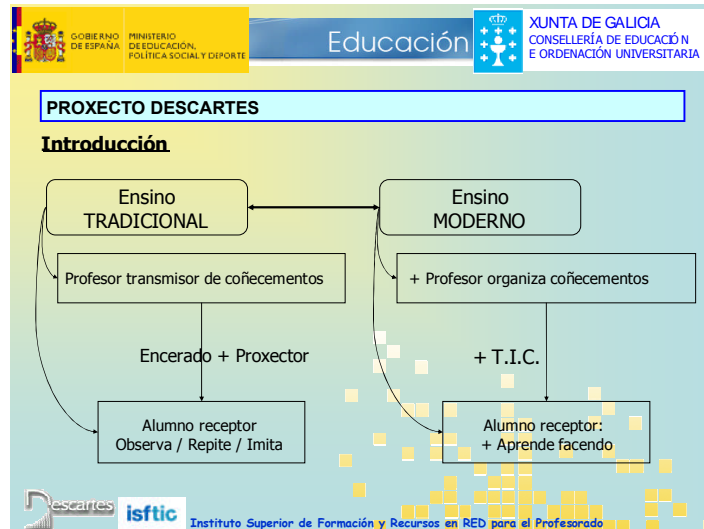 GOBIERNO
DE ESPAÑA
MINISTERIO
DE EDUCACIÓN,
POLÍTICA SOCIAL Y DEPORTE
Educación
XUNTA DE GALICIA
CONSELLERÍA DE EDUCACIÓN
E ORDENACIÓN UNIVERSITARIA
PROXECTO DESCARTES
Introducción
Ensino
TRADICIONAL
Ensino
MODERNO
Profesor transmisor de coñecementos
+ Profesor organiza coñecementos
Encerado + Proxector
+ T.I.C.
Alumno receptor
Observa / Repite / Imita
Alumno receptor:
+ Aprende facendo
Descartes
isftic
Instituto Superior de Formación y Recursos en RED para el Profesorado